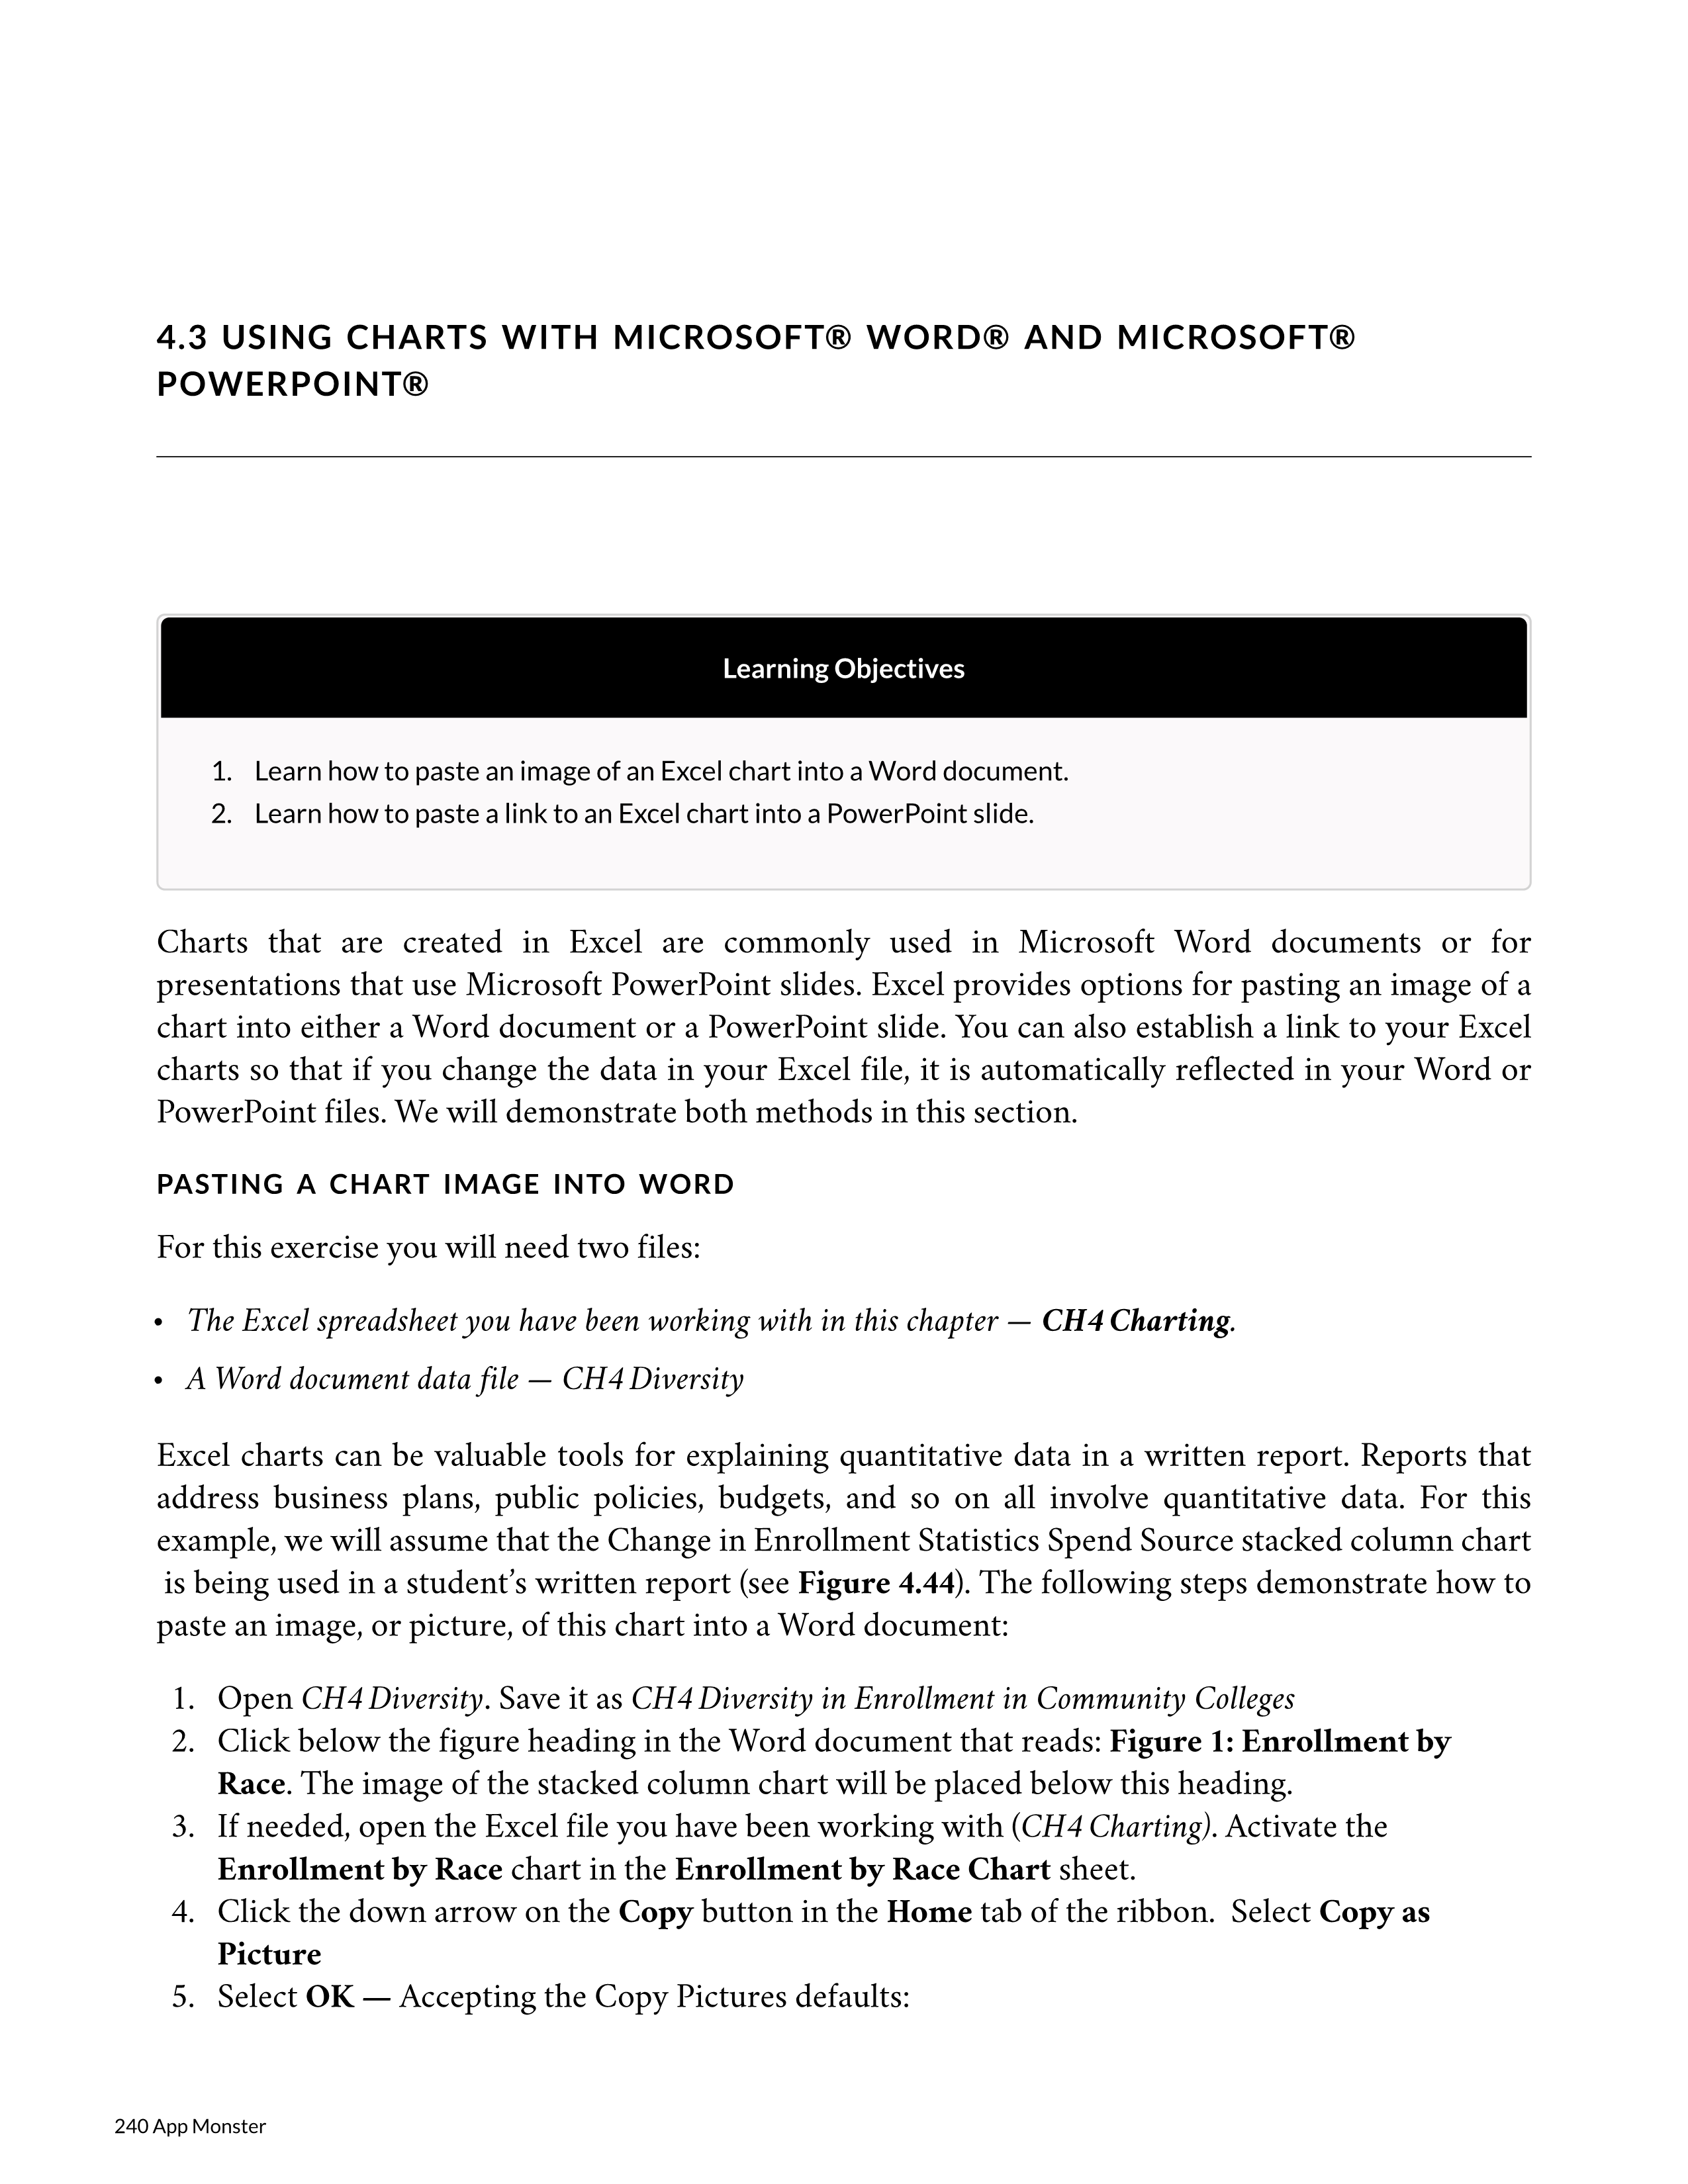 4.3 USING CHARTS WITH MICROSOFT® WORD® AND MICROSOFT®
POWERPOINT®
Learning Objectives
1. Learn how to paste an image of an Excel chart into a Word document.
2. Learn how to paste a link to an Excel chart into a PowerPoint slide.
Charts that are created in Excel are commonly used in Microsoft Word documents or for
presentations that use Microsoft PowerPoint slides. Excel provides options for pasting an image of a
chart into either a Word document or a PowerPoint slide. You can also establish a link to your Excel
charts so that if you change the data in your Excel file, it is automatically reflected in your Word or
PowerPoint files. We will demonstrate both methods in this section.
PASTING A CHART IMAGE INTO WORD
For this exercise you will need two files:
• The Excel spreadsheet you have been working with in this chapter — CH4 Charting.
• A Word document data file — CH4 Diversity
Excel charts can be valuable tools for explaining quantitative data in a written report. Reports that
address business plans, public policies, budgets, and so on all involve quantitative data. For this
example, we will assume that the Change in Enrollment Statistics Spend Source stacked column chart
is being used in a student’s written report (see Figure 4.44). The following steps demonstrate how to
paste an image, or picture, of this chart into a Word document:
1. Open CH4 Diversity. Save it as CH4 Diversity in Enrollment in Community Colleges
2. Click below the figure heading in the Word document that reads: Figure 1: Enrollment by
Race. The image of the stacked column chart will be placed below this heading.
3. If needed, open the Excel file you have been working with (CH4 Charting). Activate the
Enrollment by Race chart in the Enrollment by Race Chart sheet.
4. Click the down arrow on the Copy button in the Home tab of the ribbon. Select Copy as
Picture
5. Select OK — Accepting the Copy Pictures defaults:
240 App Monster